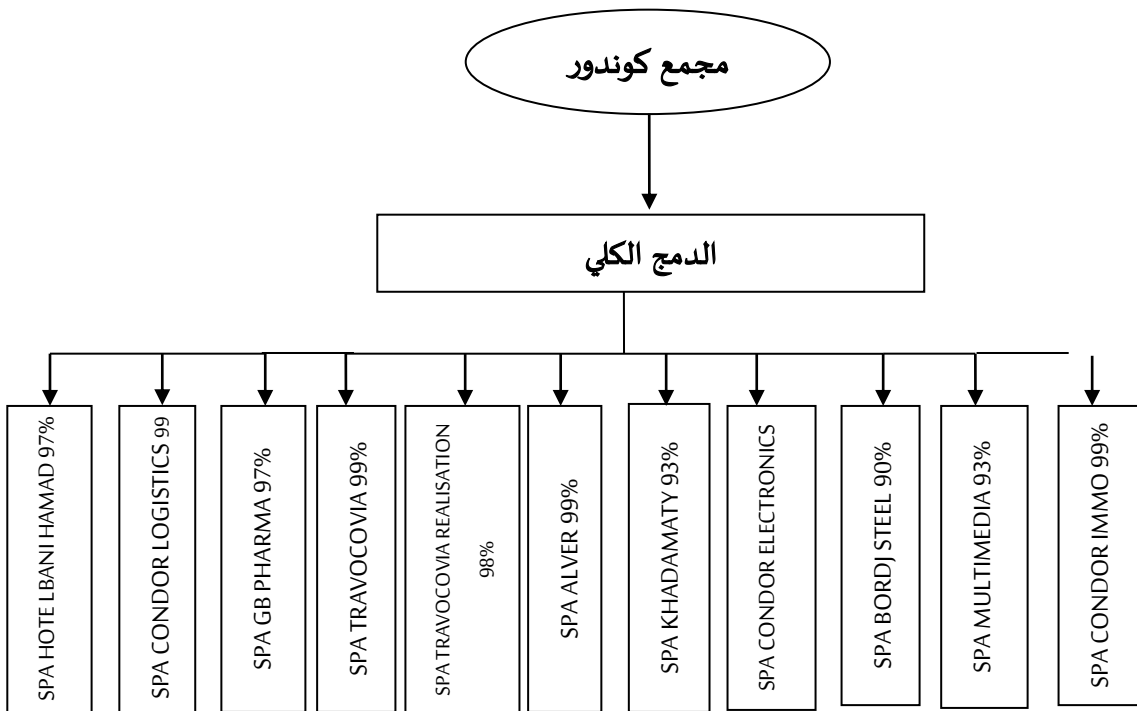 مجمع كوندور
الدمج الكلي
SPA HOTE LBANI HAMAD 97%
SPA CONDOR LOGISTICS 99
SPA GB PHARMA 97%
SPA TRAVOCOVIA 99%
SPA TRAVOCOVIA REALISATION
98%
SPA ALVER 99%
SPA KHADAMATY 93%
SPA CONDOR ELECTRONICS
SPA BORDJ STEEL 90%
SPA MULTIMEDIA 93%
SPA CONDOR IMMO 99%